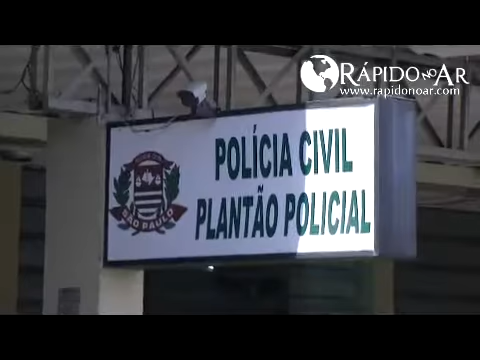 RÁPIDO NO AR
www.rapidonoar.com
POLÍCIA CIVIL
PLANTÃO POLICIAL
SÃO PAULO